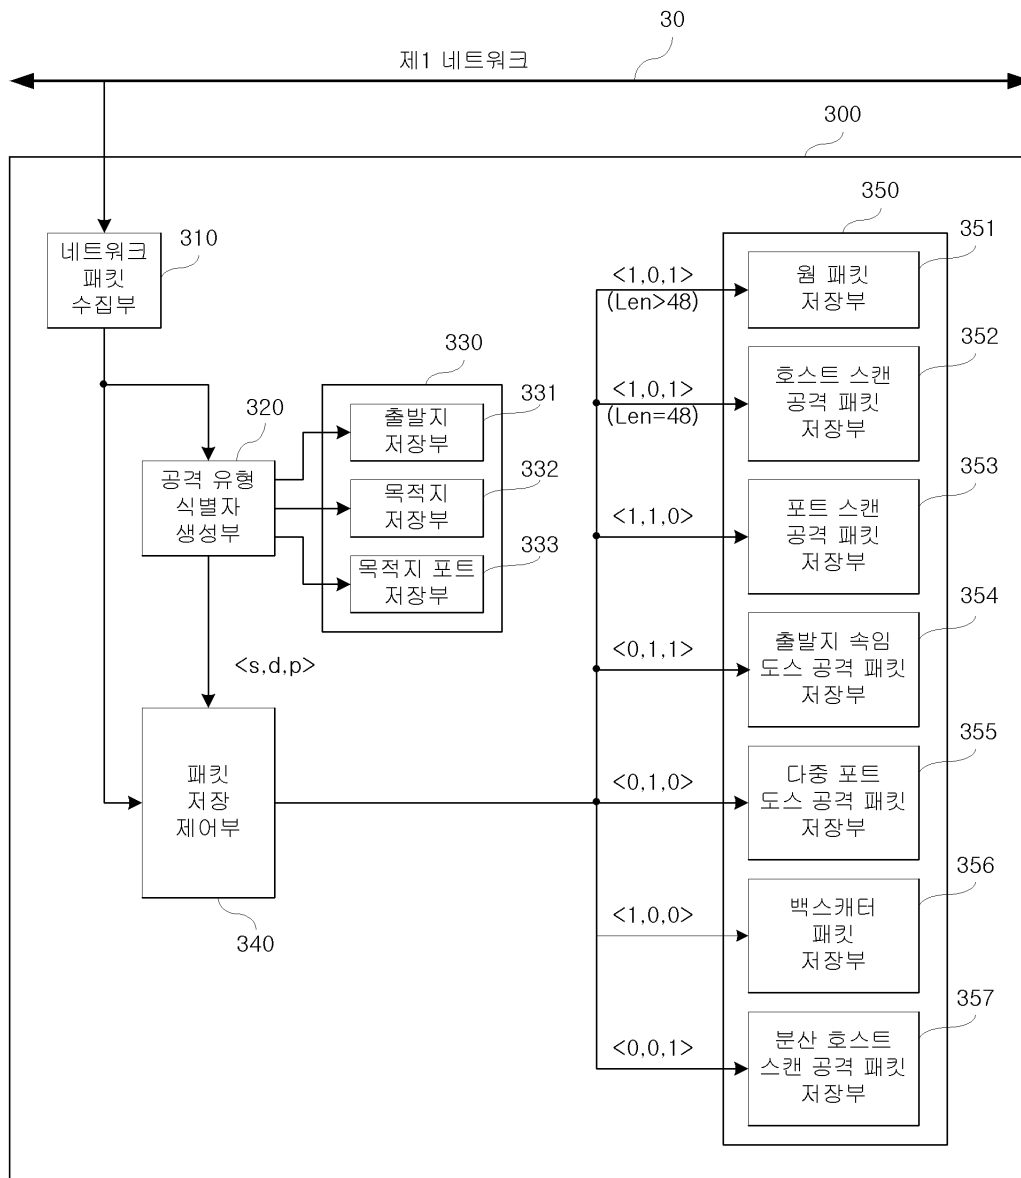 30
제1 네트워크
300
350
310
네트워크
패킷
수집부
351
웜 패킷
저장부
<1,0,1>
(Len>48)
330
352
호스트 스캔
공격 패킷
저장부
<1,0,1>
(Len=48)
320
331
출발지
저장부
공격 유형
식별자
생성부
332
목적지
저장부
353
포트 스캔
공격 패킷
저장부
<1,1,0>
333
목적지 포트
저장부
354
출발지 속임
도스 공격 패킷
저장부
<0,1,1>
<s,d,p>
355
패킷
저장
제어부
다중 포트
도스 공격 패킷
저장부
<0,1,0>
356
백스캐터
패킷
저장부
<1,0,0>
340
357
분산 호스트
스캔 공격 패킷
저장부
<0,0,1>